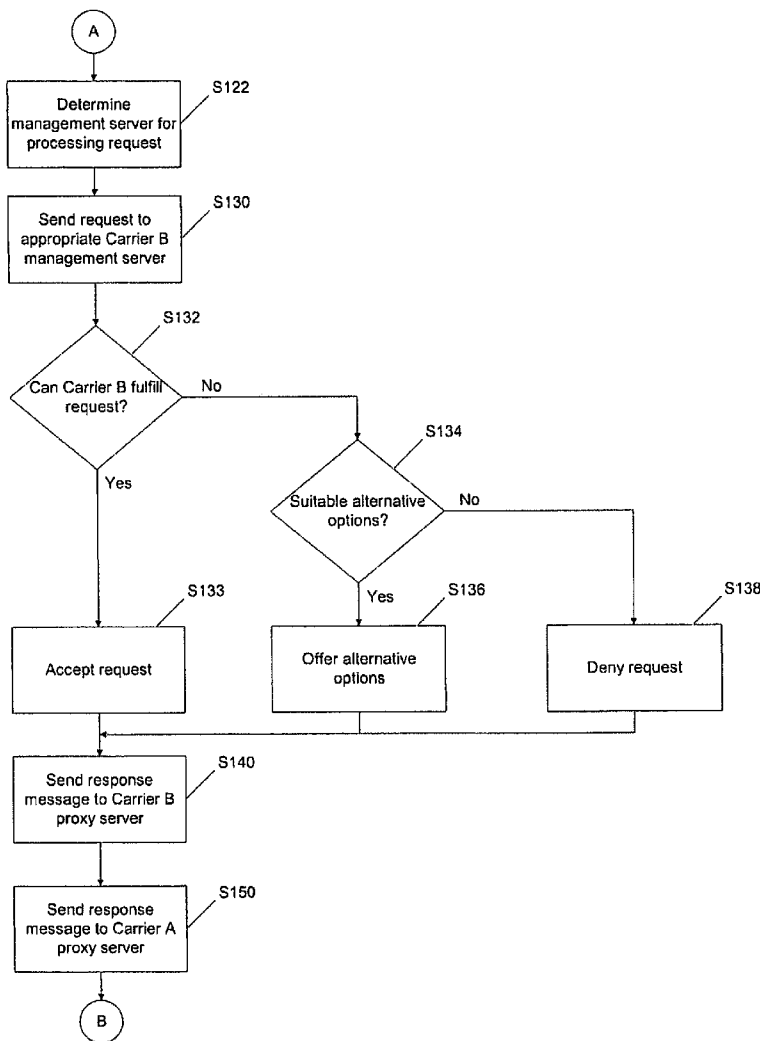 A
S122
Determine
management server for
processing request
S130
Send request to
appropriate Carrier B
management server
S132
Can Carrier B fulfill
request?
No
Yes
S134
Suitable alternative
options?
No
Yes
S133
Accept request
S136
Offer alternative
options
S138
Deny request
S140
Send response
message to Carrier B
proxy server
S150
Send response
message to Carrier A
proxy server
B